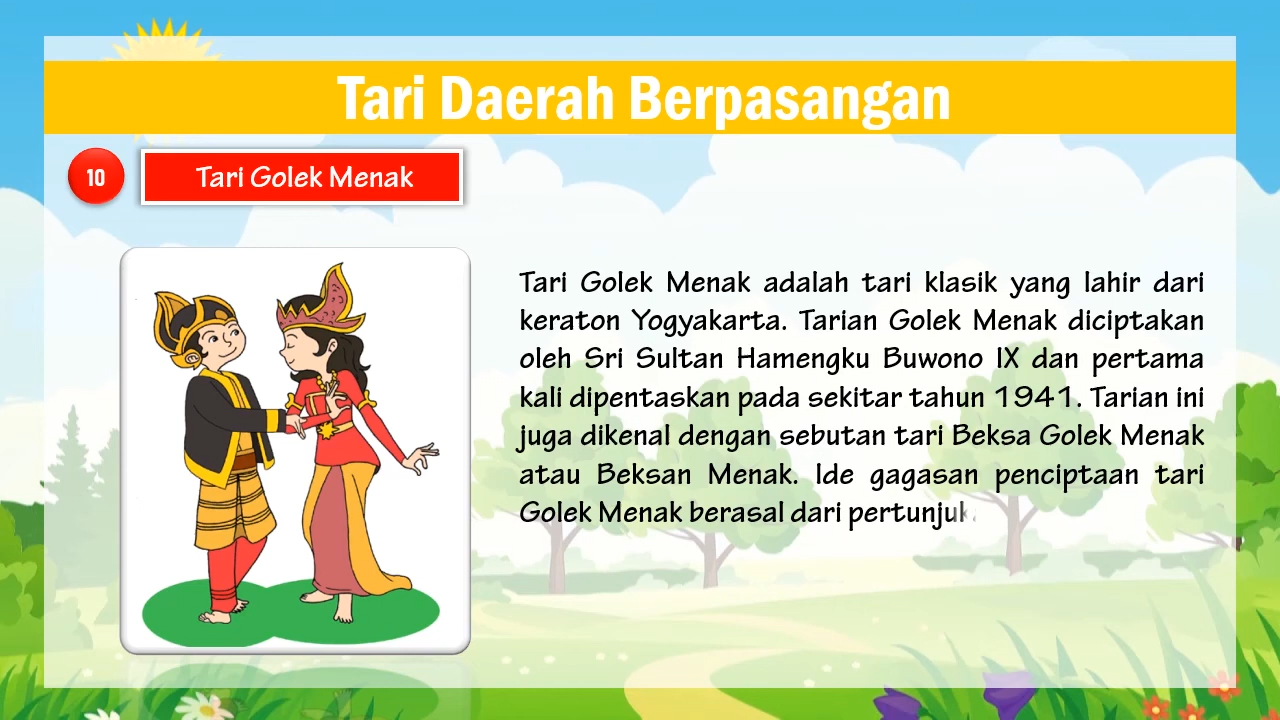 Tari Daerah Berpasangan
10
Tari Golek Menak
Tari Golek Menak adalah tari klasik yang lahir dari
keraton Yogyakarta. Tarian Golek Menak diciptakan
oleh Sri Sultan Hamengku Buwono IX dan pertama
kali dipentaskan pada sekitar tahun 1941. Tarian ini
juga dikenal dengan sebutan tari Beksa Golek Menak
atau Beksan Menak. Ide gagasan penciptaan tari
Golek Menak berasal dari